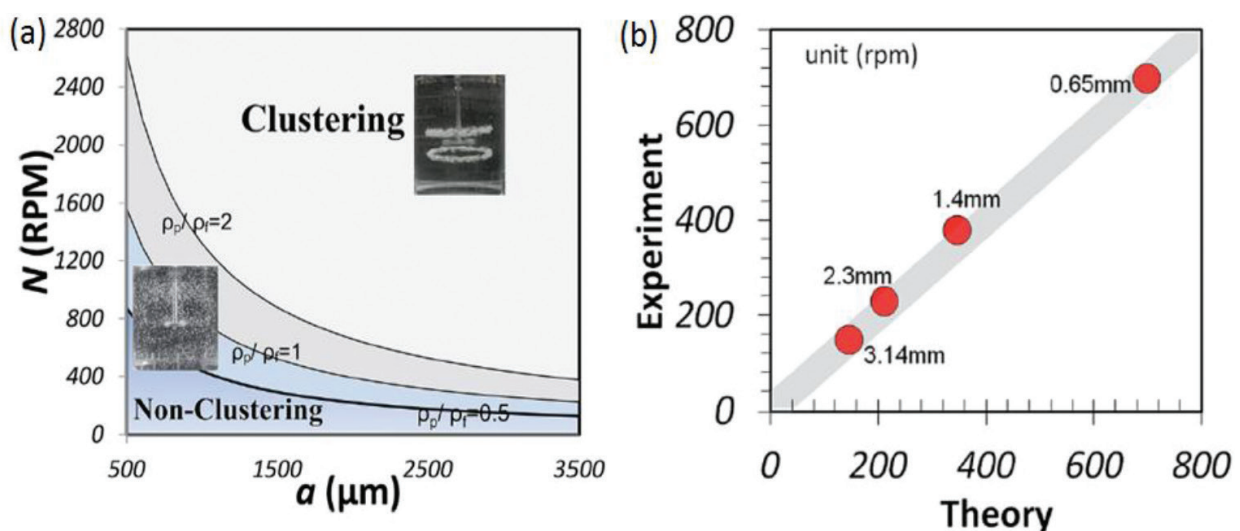 (a)
2800
2400
2000
1600
1200
800
400
0
N (RPM)
Clustering
ρp/ ρf=2
ρp/ ρf=1
Non-Clustering
ρp/ ρf=0.5
500
1500
2500
3500
a (µm)
(b)
800
600
400
200
0
Experiment
unit (rpm)
0.65mm
1.4mm
2.3mm
3.14mm
0
200
400
600
800
Theory